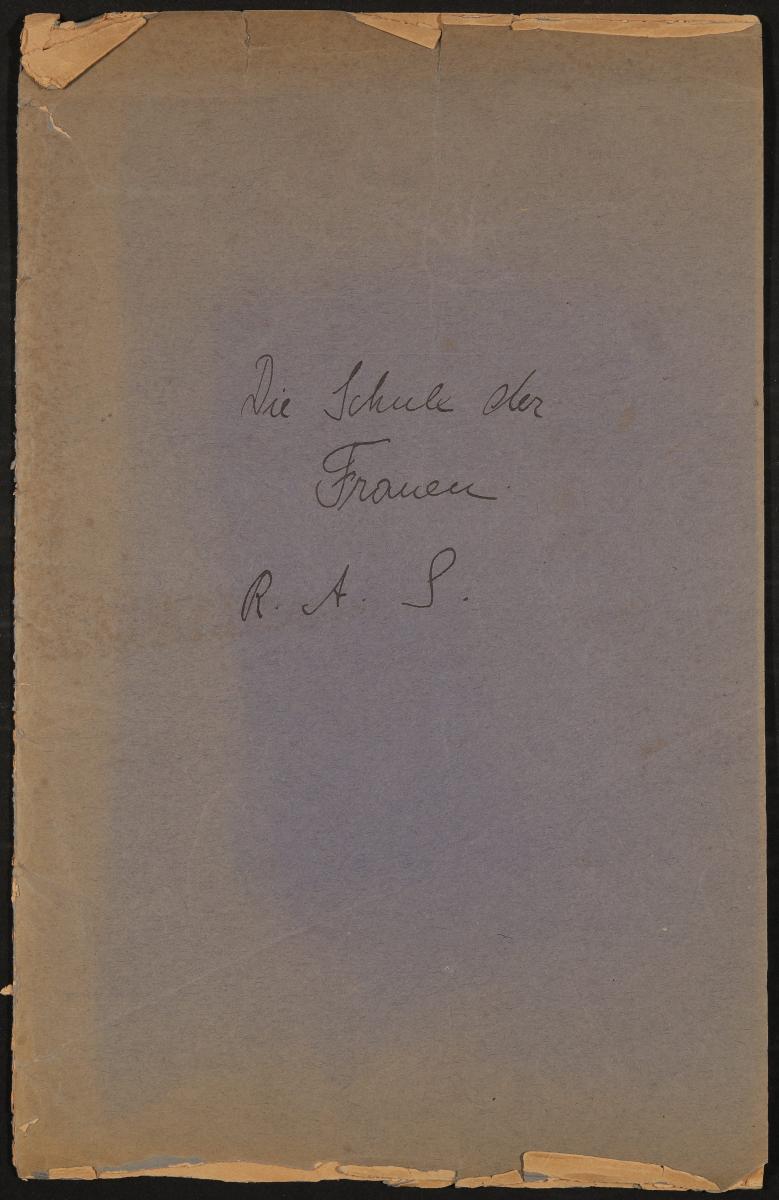 Die Schule der
Frauen
R. A. S.